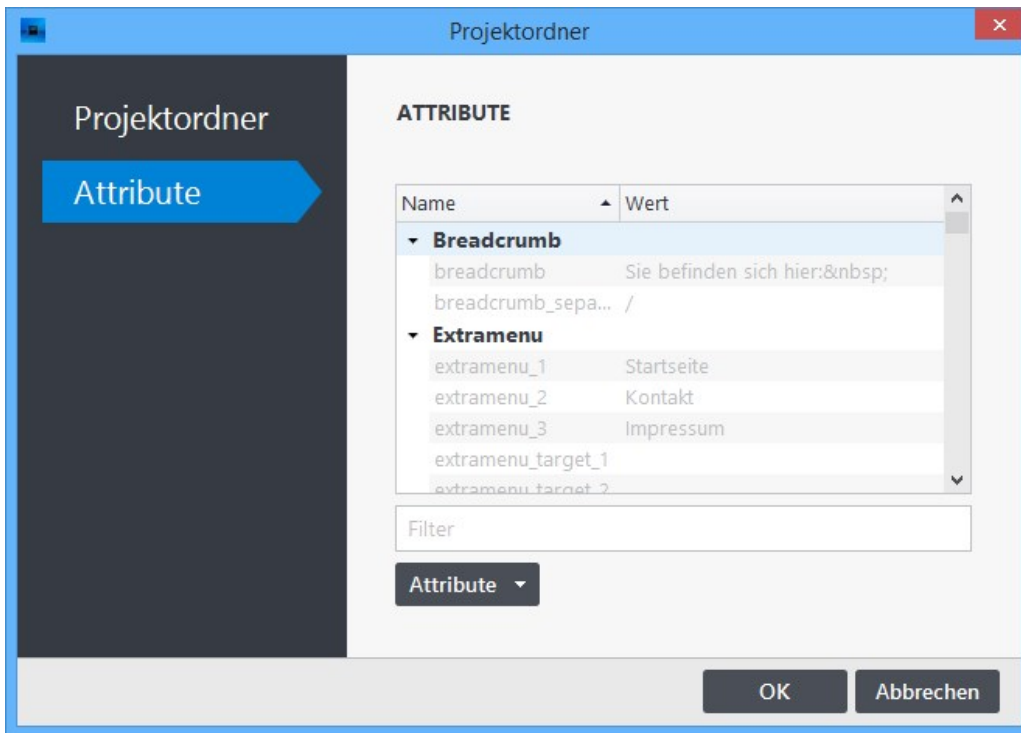 Projektordner
Projektordner
Attribute
ATTRIBUTE
Name Wert
Breadcrumb
breadcrumb Sie befinden sich hier:&nbsp;
breadcrumb_sepa... /
Extramenu
extramenu_1 Startseite
extramenu_2 Kontakt
extramenu_3 Impressum
extramenu_target_1
extramenu_target_2
Filter
Attribute
OK Abbrechen